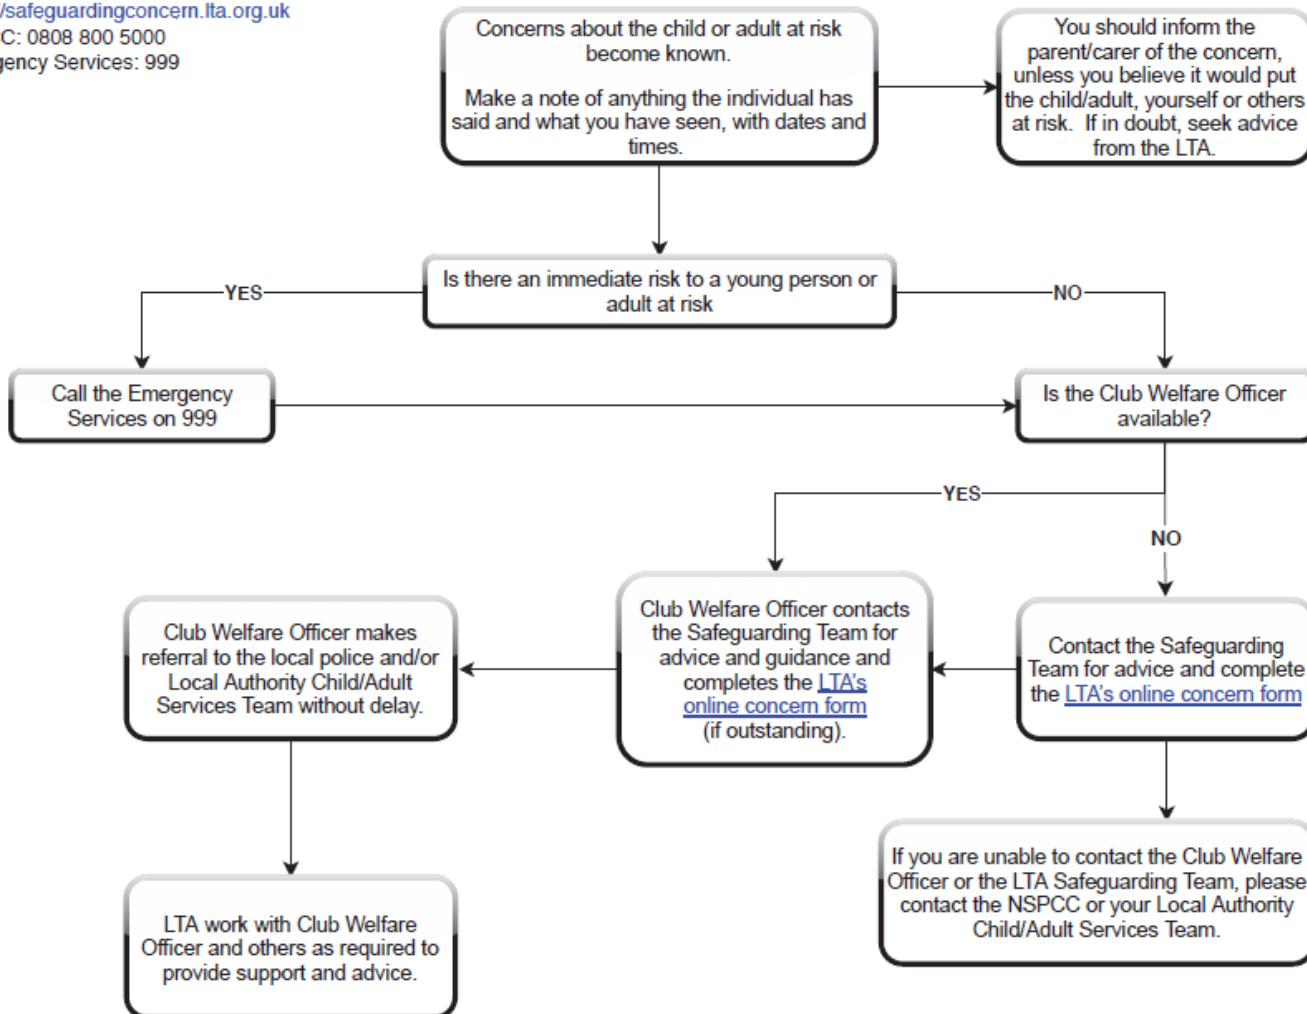 /safeguardingconcern.lta.org.uk
C: 0808 800 5000
gency Services: 999
Concerns about the child or adult at risk
become known.
Make a note of anything the individual has
said and what you have seen, with dates and
times.
You should inform the
parent/carer of the concern,
unless you believe it would put
the child/adult, yourself or others
at risk. If in doubt, seek advice
from the LTA.
Is there an immediate risk to a young person or
adult at risk
YES
NO
Call the Emergency
Services on 999
Is the Club Welfare Officer
available?
YES
NO
Club Welfare Officer makes
referral to the local police and/or
Local Authority Child/Adult
Services Team without delay.
Club Welfare Officer contacts
the Safeguarding Team for
advice and guidance and
completes the LTA's
online concern form
(if outstanding).
Contact the Safeguarding
Team for advice and complete
the LTA's online concern form
LTA work with Club Welfare
Officer and others as required to
provide support and advice.
If you are unable to contact the Club Welfare
Officer or the LTA Safeguarding Team, please
contact the NSPCC or your Local Authority
Child/Adult Services Team.